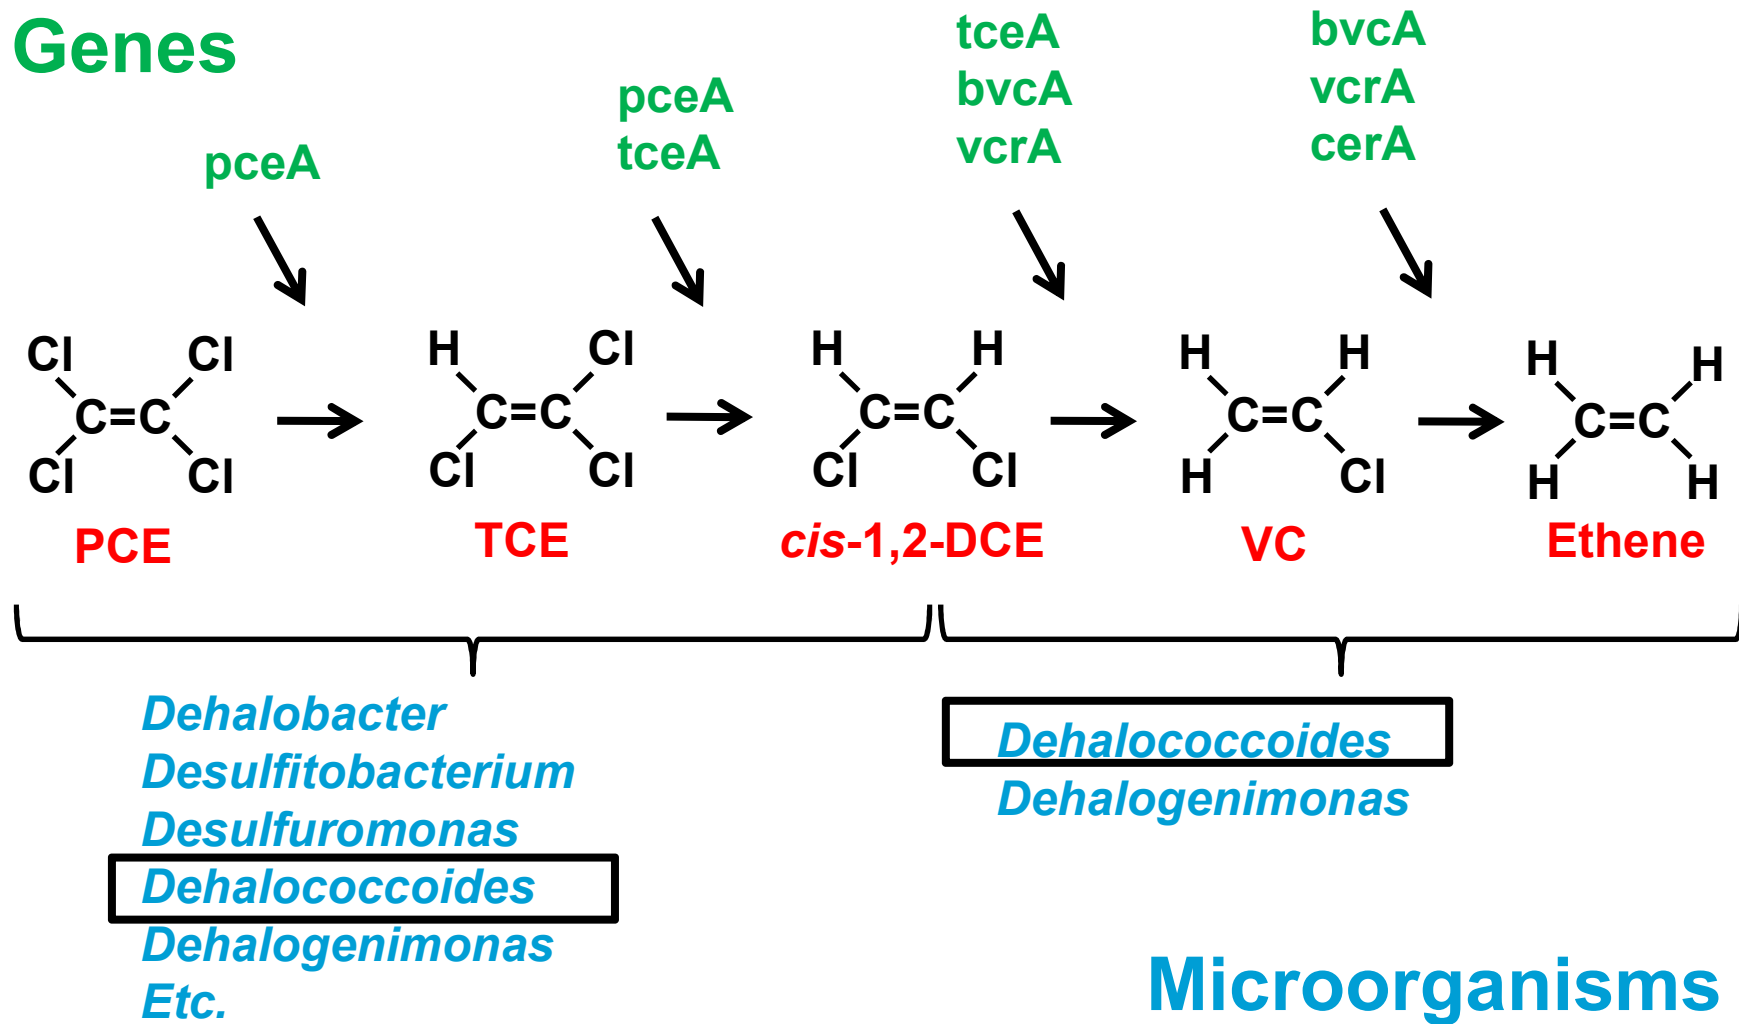 Genes
pceA
pceA
tceA
tceA
bvcA
vcrA
bvcA
vcrA
cerA
Cl Cl
C=C
Cl Cl
PCE
H Cl
C=C
Cl Cl
TCE
H H
C=C
Cl Cl
cis-1,2-DCE
H H
C=C
H Cl
VC
H H
C=C
H H
Ethene
Dehalobacter
Desulfitobacterium
Desulfuromonas
Dehalococcoides
Dehalogenimonas
Etc.
Dehalococcoides
Dehalogenimonas
Microorganisms